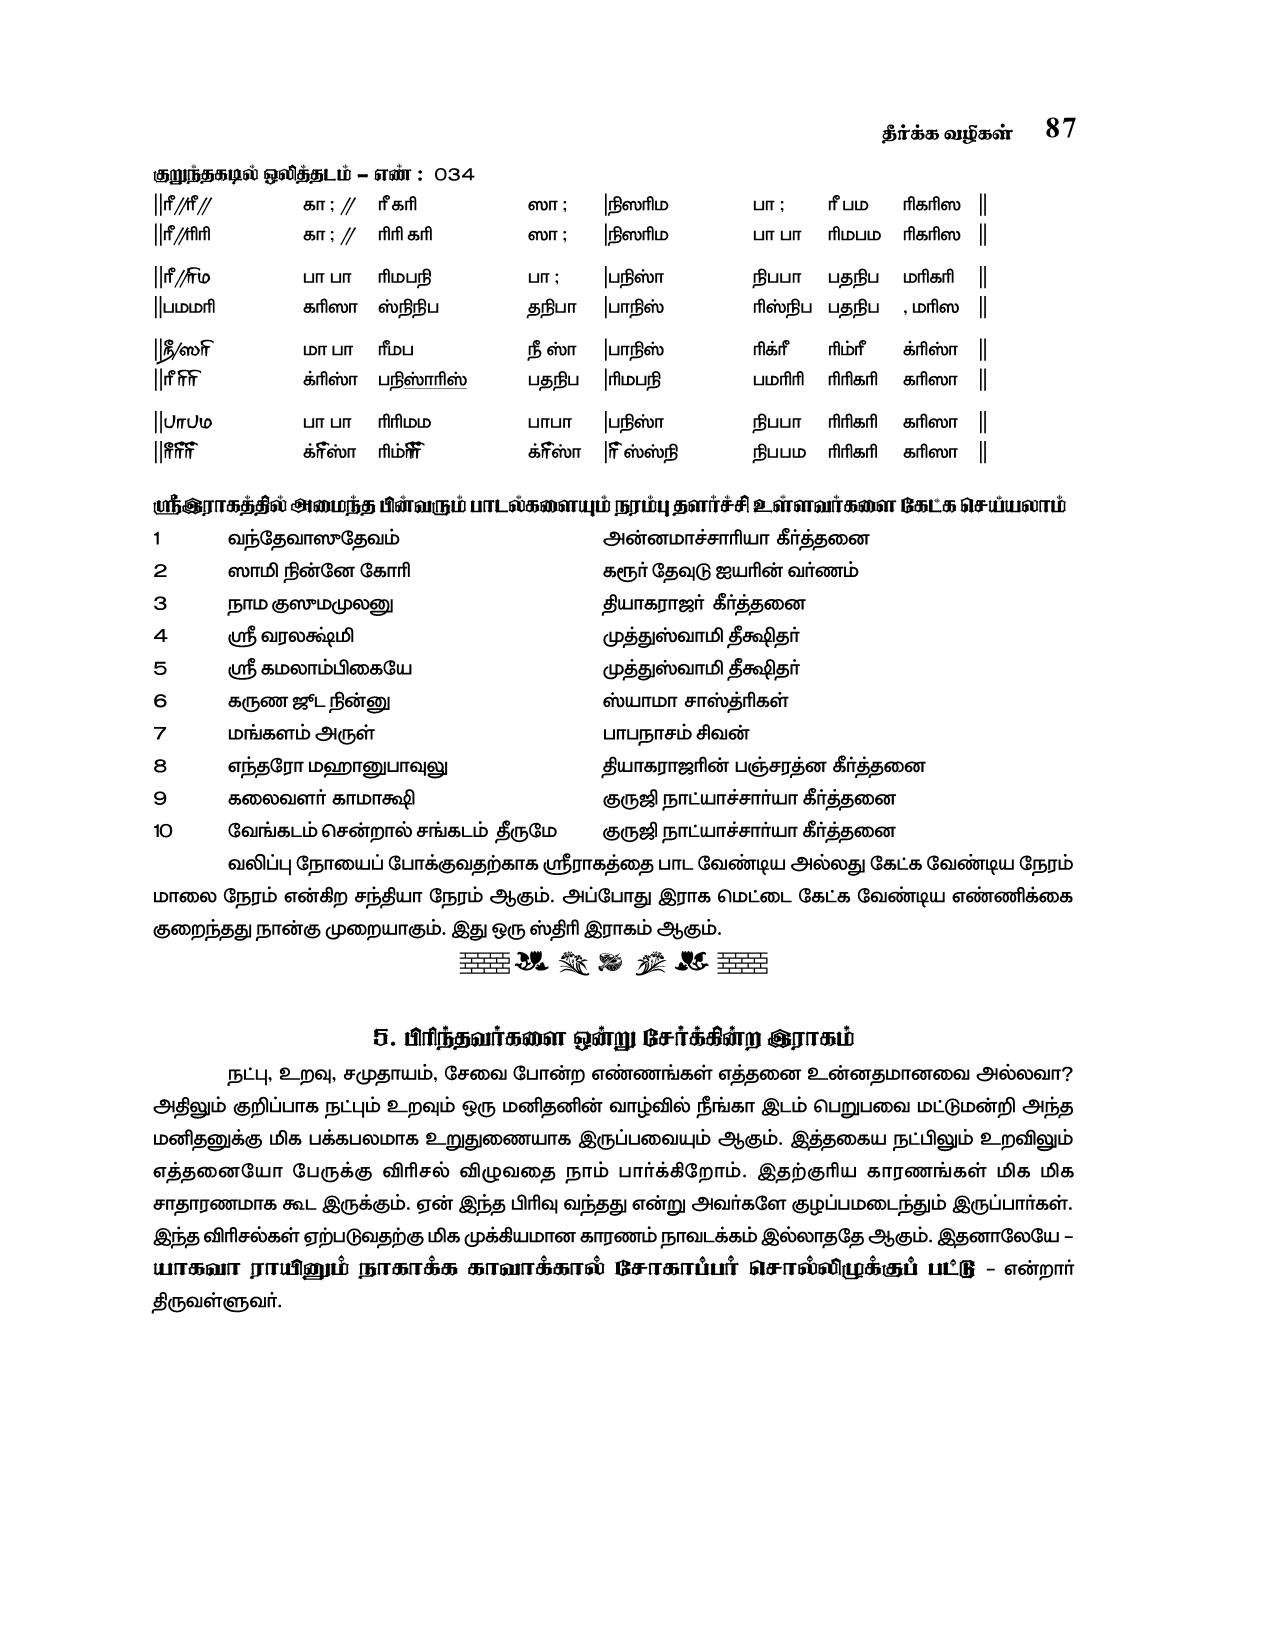 தீர்க்க வழிகள் 87
குறுந்தகடில் ஒலித்தடம் – எண் : 034
||ரீ//ரீ// கா ; // ரீ கரி ஸா ; |நிஸரிம பா ; ரீ பம ரிகரிஸ ||
||ரீ//ரிரி கா ; // ரிரி கரி ஸா ; |நிஸரிம பா பா ரிமபம ரிகரிஸ ||
||ரீ//ரிம பா பா ரிமபநி பா ; |பநிஸ்ா நிபபா பதநிப மரிகரி ||
||பமமரி கரிஸா ஸ்நிநிப தநிபா |பாநிஸ் ரிஸ்நிப பதநிப , மரிஸ ||
||நீ/ஸரி மா பா ரீமப நீ ஸ்ா |பாநிஸ் ரிக்ரீ ரிம்ரீ க்ரிஸ்ா ||
||ரீ க்ரிஸ்ா பநிஸ்ாரிஸ் பதநிப |ரிமபநி பமரிரி ரிரிகரி கரிஸா ||
||பாபம பா பா ரிரிமம பாபா |பநிஸ்ா நிபபா ரிரிகரி கரிஸா ||
|| க்ரிஸ்ா க்ரிஸ்ா |ரி ஸ்ஸ்நி நிபபம ரிரிகரி கரிஸா ||
ஸ்ரீஇராகத்தில் அமைந்த பின்வரும் பாடல்களையும் நரம்பு தளர்ச்சி உள்ளவர்களை கேட்க செய்யலாம்
1 வந்தேவாஸுதேவம் அன்னமாச்சாரியா கீர்த்தனை
2 ஸாமி நின்னே கோரி கரூர் தேவுடு ஐயரின் வர்ணம்
3 நாம குஸுமமுலனு தியாகராஜர் கீர்த்தனை
4 ஸ்ரீ வரலக்ஷ்மி முத்துஸ்வாமி தீக்ஷிதர்
5 ஸ்ரீ கமலாம்பிகையே முத்துஸ்வாமி தீக்ஷிதர்
6 கருண ஜூட நின்னு ஸ்யாமா சாஸ்த்ரிகள்
7 மங்களம் அருள் பாபநாசம் சிவன்
8 எந்தரோ மஹானுபாவுலு தியாகராஜரின் பஞ்சரத்ன கீர்த்தனை
9 கலைவளர் காமாக்ஷி குருஜி நாட்யாச்சார்யா கீர்த்தனை
10 வேங்கடம் சென்றால் சங்கடம் தீருமே குருஜி நாட்யாச்சார்யா கீர்த்தனை
வலிப்பு நோயைப் போக்குவதற்காக ஸ்ரீராகத்தை பாட வேண்டிய அல்லது கேட்க வேண்டிய நேரம்
மாலை நேரம் என்கிற சந்தியா நேரம் ஆகும். அப்போது இராக மெட்டை கேட்க வேண்டிய எண்ணிக்கை
குறைந்தது நான்கு முறையாகும். இது ஒரு ஸ்திரி இராகம் ஆகும்.
5. பிரிந்தவர்களை ஒன்று சேர்க்கின்ற இராகம்
நட்பு, உறவு, சமுதாயம், சேவை போன்ற எண்ணங்கள் எத்தனை உன்னதமானவை அல்லவா?
அதிலும் குறிப்பாக நட்பும் உறவும் ஒரு மனிதனின் வாழ்வில் நீங்கா இடம் பெறுபவை மட்டுமன்றி அந்த
மனிதனுக்கு மிக பக்கபலமாக உறுதுணையாக இருப்பவையும் ஆகும். இத்தகைய நட்பிலும் உறவிலும்
எத்தனையோ பேருக்கு விரிசல் விழுவதை நாம் பார்க்கிறோம். இதற்குரிய காரணங்கள் மிக மிக
சாதாரணமாக கூட இருக்கும். ஏன் இந்த பிரிவு வந்தது என்று அவர்களே குழப்பமடைந்தும் இருப்பார்கள்.
இந்த விரிசல்கள் ஏற்படுவதற்கு மிக முக்கியமான காரணம் நாவடக்கம் இல்லாததே ஆகும். இதனாலேயே –
யாகவா ராயினும் நாகாக்க காவாக்கால் சோகாப்பர் சொல்லிழுக்குப் பட்டு – என்றார்
திருவள்ளுவர்.